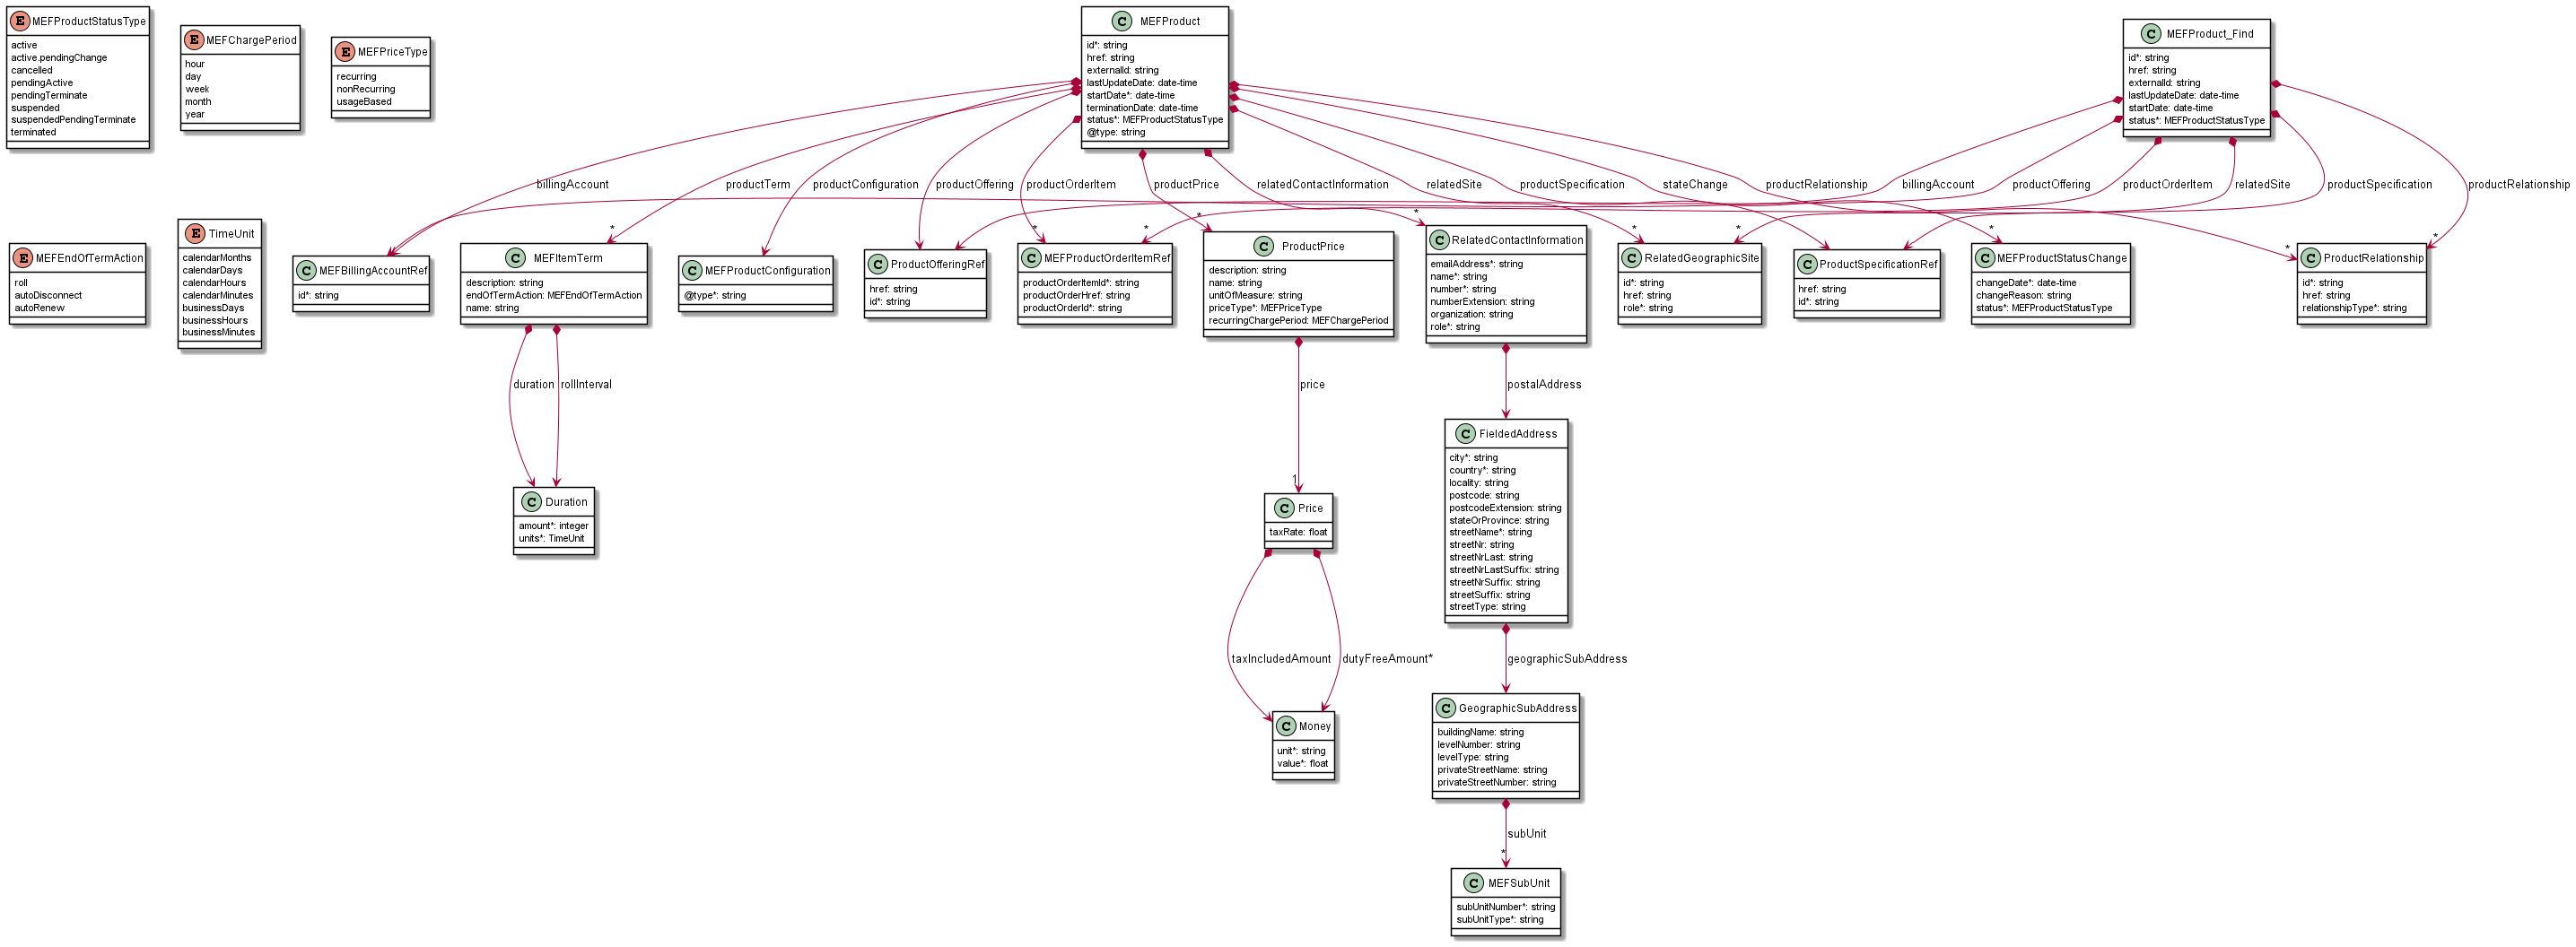 E MEFProductStatusType
active
active.pendingChange
cancelled
pendingActive
pendingTerminate
suspended
suspendedPendingTerminate
terminated
E MEFChargePeriod
hour
day
week
month
year
E MEFPriceType
recurring
nonRecurring
usageBased
C MEFProduct
id*: string
href: string
externalId: string
lastUpdateDate: date-time
startDate*: date-time
terminationDate: date-time
status*: MEFProductStatusType
@type: string
C MEFProduct_Find
id*: string
href: string
externalId: string
lastUpdateDate: date-time
startDate: date-time
status*: MEFProductStatusType
billingAccount
productTerm
productConfiguration
productOffering
productOrderItem
productPrice
relatedContactInformation
relatedSite
productSpecification
stateChange
productRelationship
billingAccount
productOffering
productOrderItem
relatedSite
productSpecification
productRelationship
*
*
*
*
*
*
*
*
*
*
E MEFEndOfTermAction
roll
autoDisconnect
autoRenew
E TimeUnit
calendarMonths
calendarDays
calendarHours
calendarMinutes
businessDays
businessHours
businessMinutes
C MEFBillingAccountRef
id*: string
C MEFItemTerm
description: string
endOfTermAction: MEFEndOfTermAction
name: string
C MEFProductConfiguration
@type*: string
C ProductOfferingRef
href: string
id*: string
C MEFProductOrderItemRef
productOrderItemId*: string
productOrderHref: string
productOrderId*: string
C ProductPrice
description: string
name: string
unitOfMeasure: string
priceType*: MEFPriceType
recurringChargePeriod: MEFChargePeriod
C RelatedContactInformation
emailAddress*: string
name*: string
number*: string
numberExtension: string
organization: string
role*: string
C RelatedGeographicSite
id*: string
href: string
role*: string
C ProductSpecificationRef
href: string
id*: string
C MEFProductStatusChange
changeDate*: date-time
changeReason: string
status*: MEFProductStatusType
C ProductRelationship
id*: string
href: string
relationshipType*: string
duration
rollInterval
price
postalAddress
C Duration
amount*: integer
units*: TimeUnit
1
C Price
taxRate: float
C FieldedAddress
city*: string
country*: string
locality: string
postcode: string
postcodeExtension: string
stateOrProvince: string
streetName*: string
streetNr: string
streetNrLast: string
streetNrLastSuffix: string
streetNrSuffix: string
streetSuffix: string
streetType: string
taxIncludedAmount
dutyFreeAmount*
geographicSubAddress
C Money
unit*: string
value*: float
C GeographicSubAddress
buildingName: string
levelNumber: string
levelType: string
privateStreetName: string
privateStreetNumber: string
subUnit
*
C MEFSubUnit
subUnitNumber*: string
subUnitType*: string